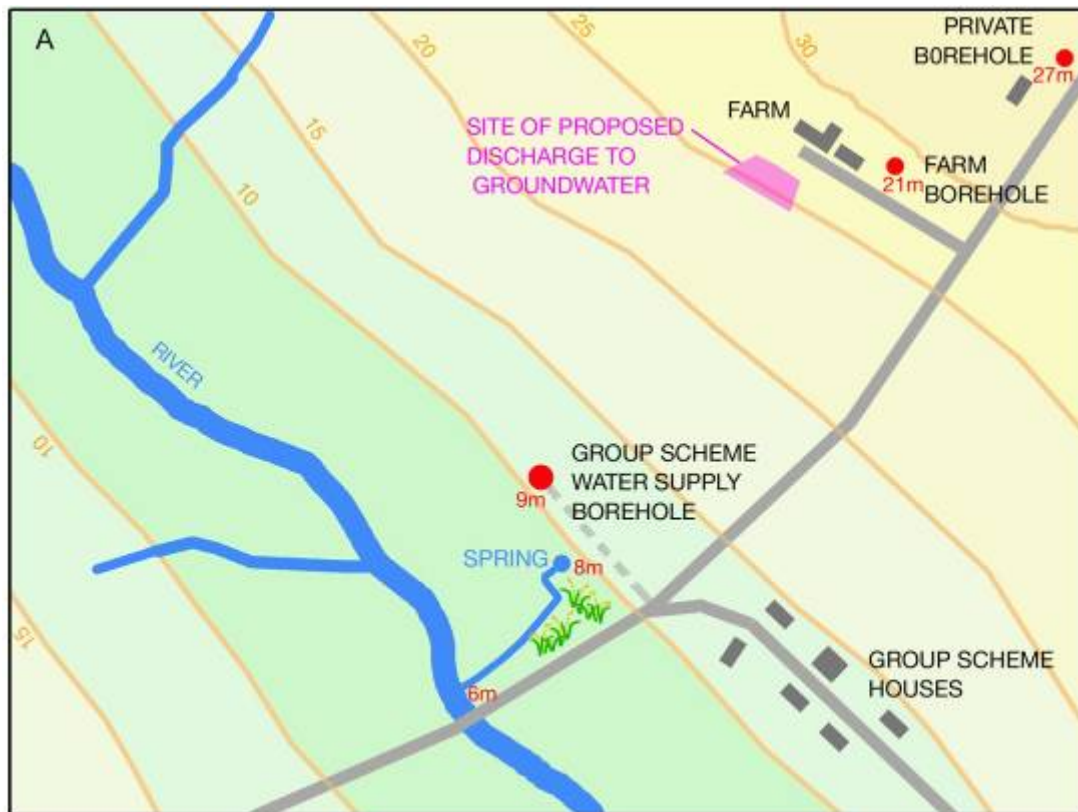 A
20
25
30
PRIVATE
B0REHOLE
27m
15
10
SITE OF PROPOSED
DISCHARGE TO
GROUNDWATER
FARM
21m
FARM
BOREHOLE
RIVER
10
15
GROUP SCHEME
WATER SUPPLY
BOREHOLE
9m
SPRING
8m
6m
GROUP SCHEME
HOUSES